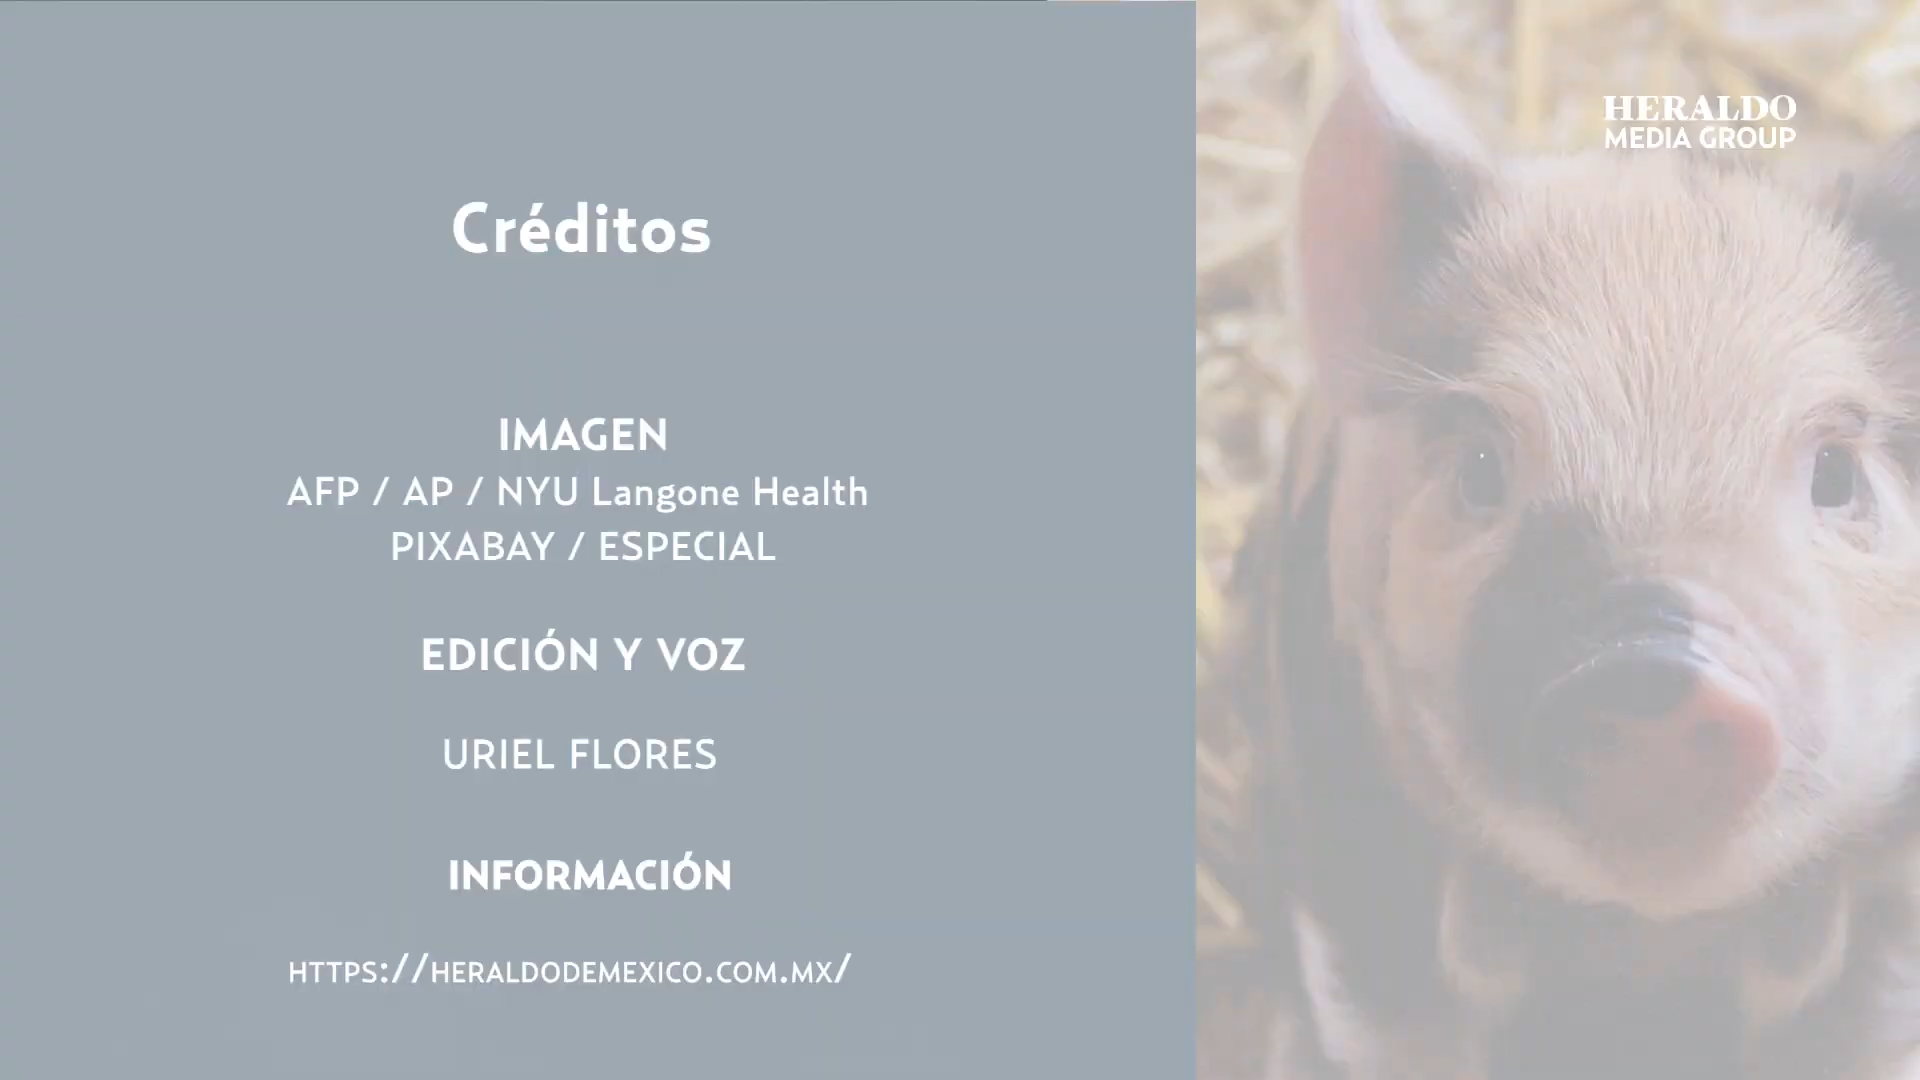 HERALDO
MEDIA GROUP
Créditos
IMAGEN
AFP / AP / NYU Langone Health
PIXABAY / ESPECIAL
EDICIÓN Y VOZ
URIEL FLORES
INFORMACIÓN
HTTPS://HERALDODEMEXICO.COM.MX/